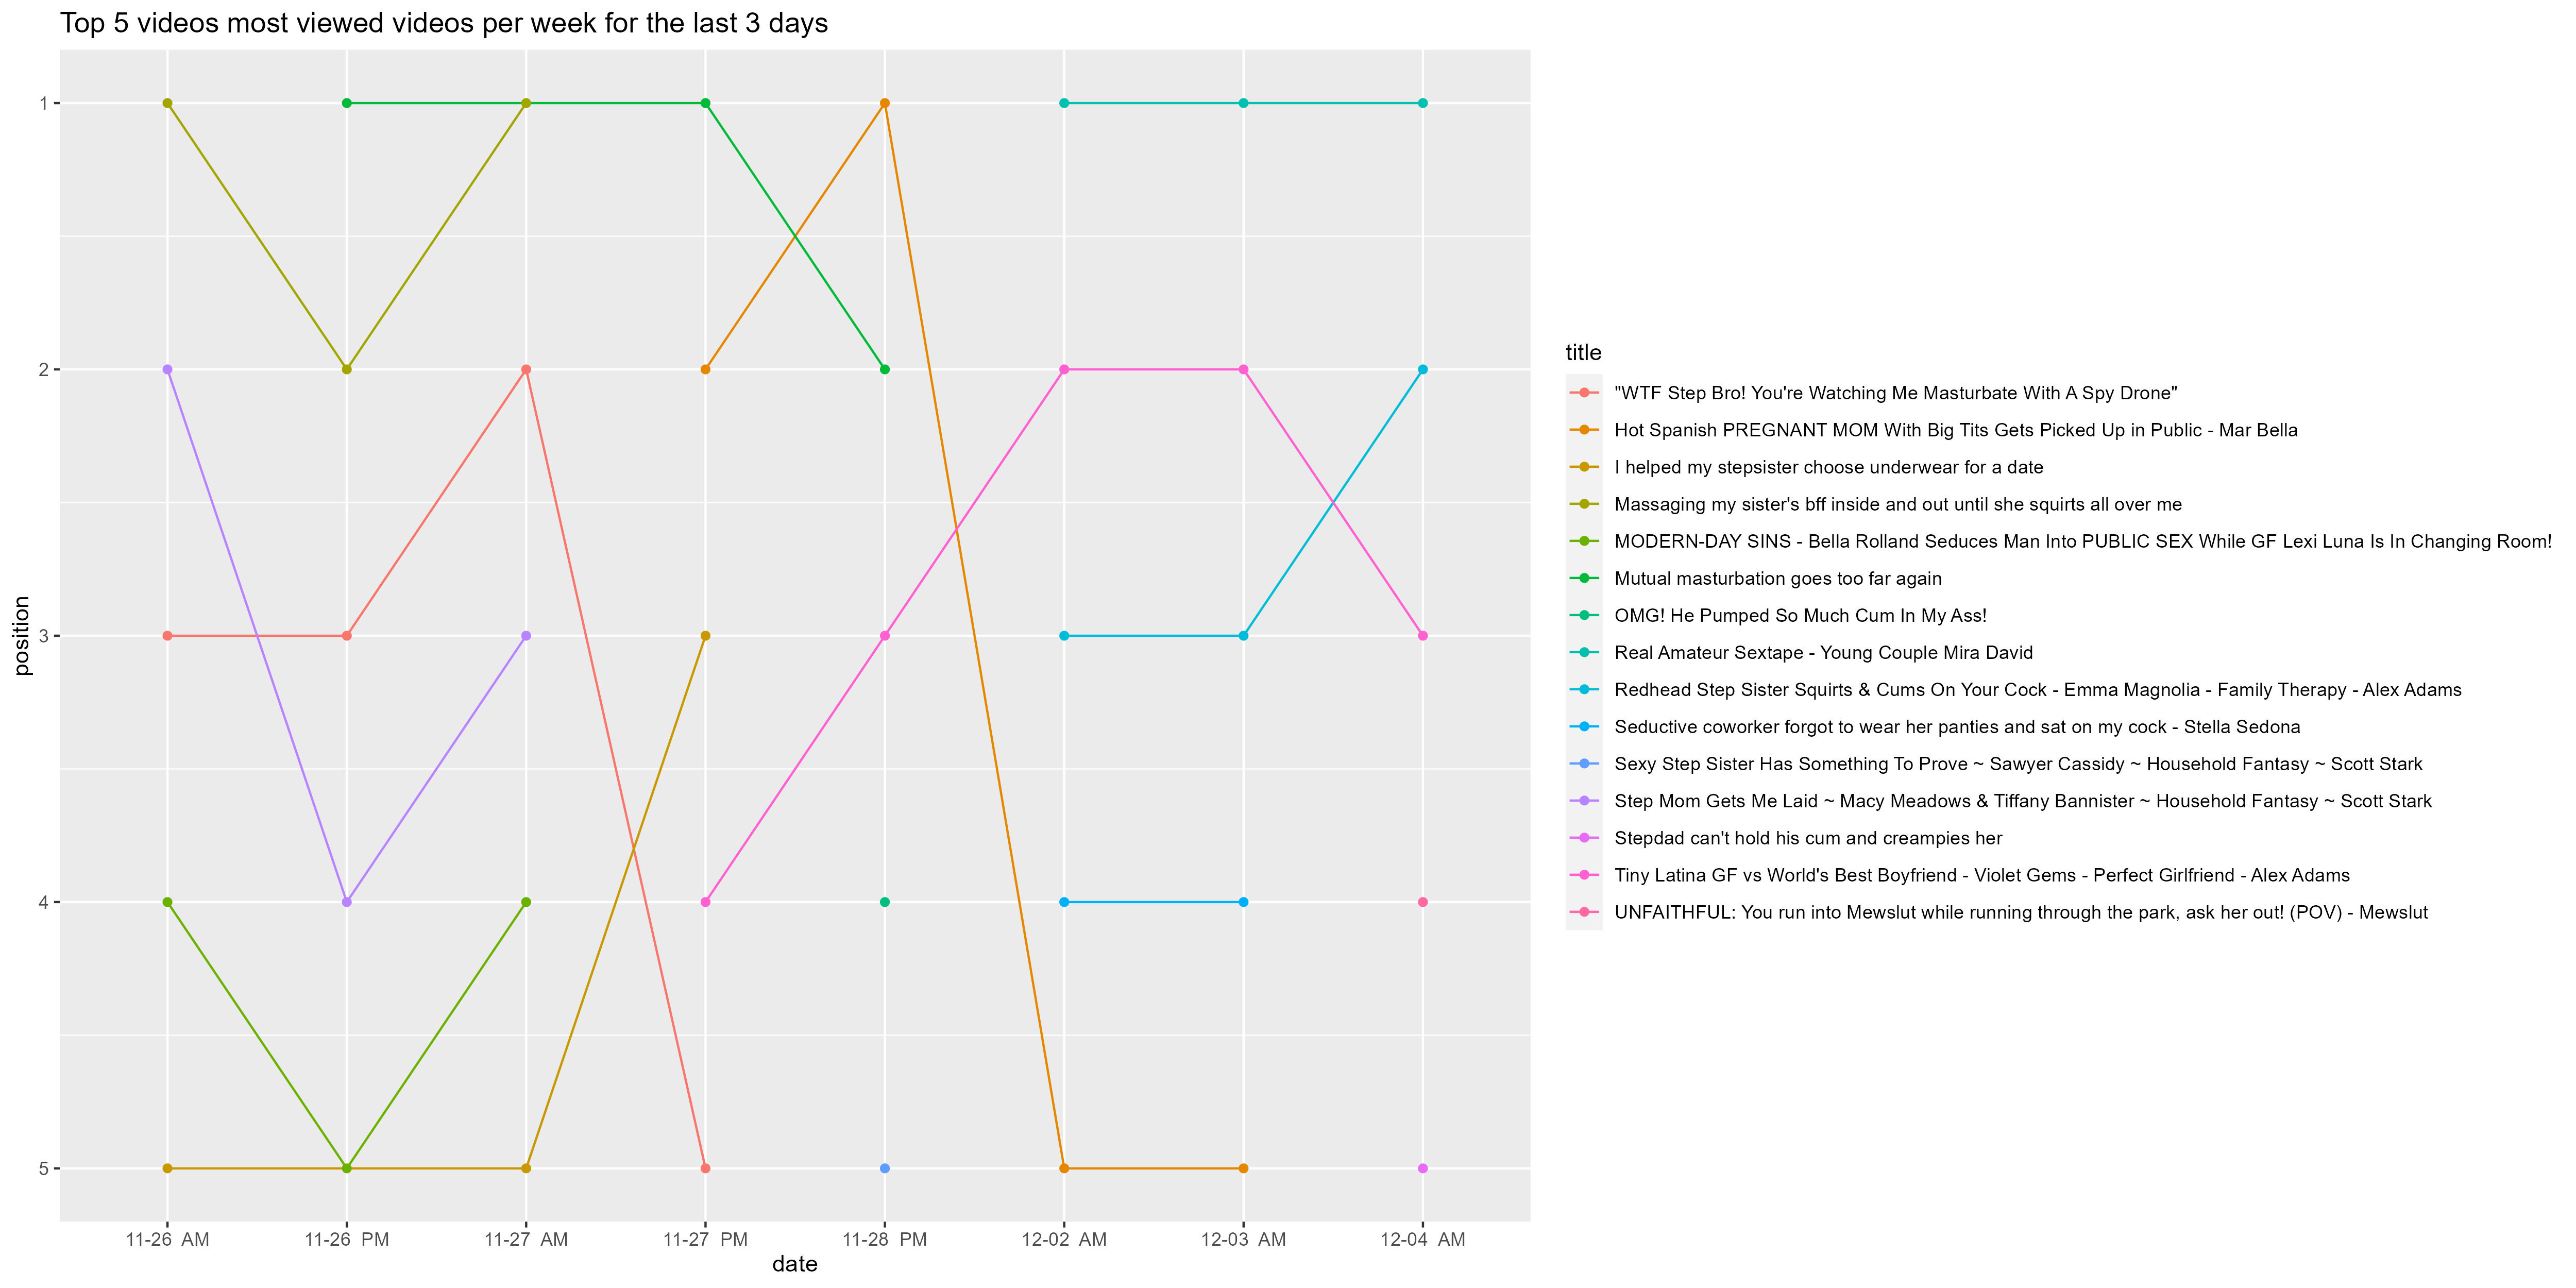 Top 5 videos most viewed videos per week for the last 3 days
position
1
2
3
4
5
11-26 AM
11-26 PM
11-27 AM
11-27 PM
11-28 PM
12-02 AM
12-03 AM
12-04 AM
date
title
"WTF Step Bro! You're Watching Me Masturbate With A Spy Drone"
Hot Spanish PREGNANT MOM With Big Tits Gets Picked Up in Public - Mar Bella
I helped my stepsister choose underwear for a date
Massaging my sister's bff inside and out until she squirts all over me
MODERN-DAY SINS - Bella Rolland Seduces Man Into PUBLIC SEX While GF Lexi Luna Is In Changing Room!
Mutual masturbation goes too far again
OMG! He Pumped So Much Cum In My Ass!
Real Amateur Sextape - Young Couple Mira David
Redhead Step Sister Squirts & Cums On Your Cock - Emma Magnolia - Family Therapy - Alex Adams
Seductive coworker forgot to wear her panties and sat on my cock - Stella Sedona
Sexy Step Sister Has Something To Prove ~ Sawyer Cassidy ~ Household Fantasy ~ Scott Stark
Step Mom Gets Me Laid ~ Macy Meadows & Tiffany Bannister ~ Household Fantasy ~ Scott Stark
Stepdad can't hold his cum and creampies her
Tiny Latina GF vs World's Best Boyfriend - Violet Gems - Perfect Girlfriend - Alex Adams
UNFAITHFUL: You run into Mewslut while running through the park, ask her out! (POV) - Mewslut